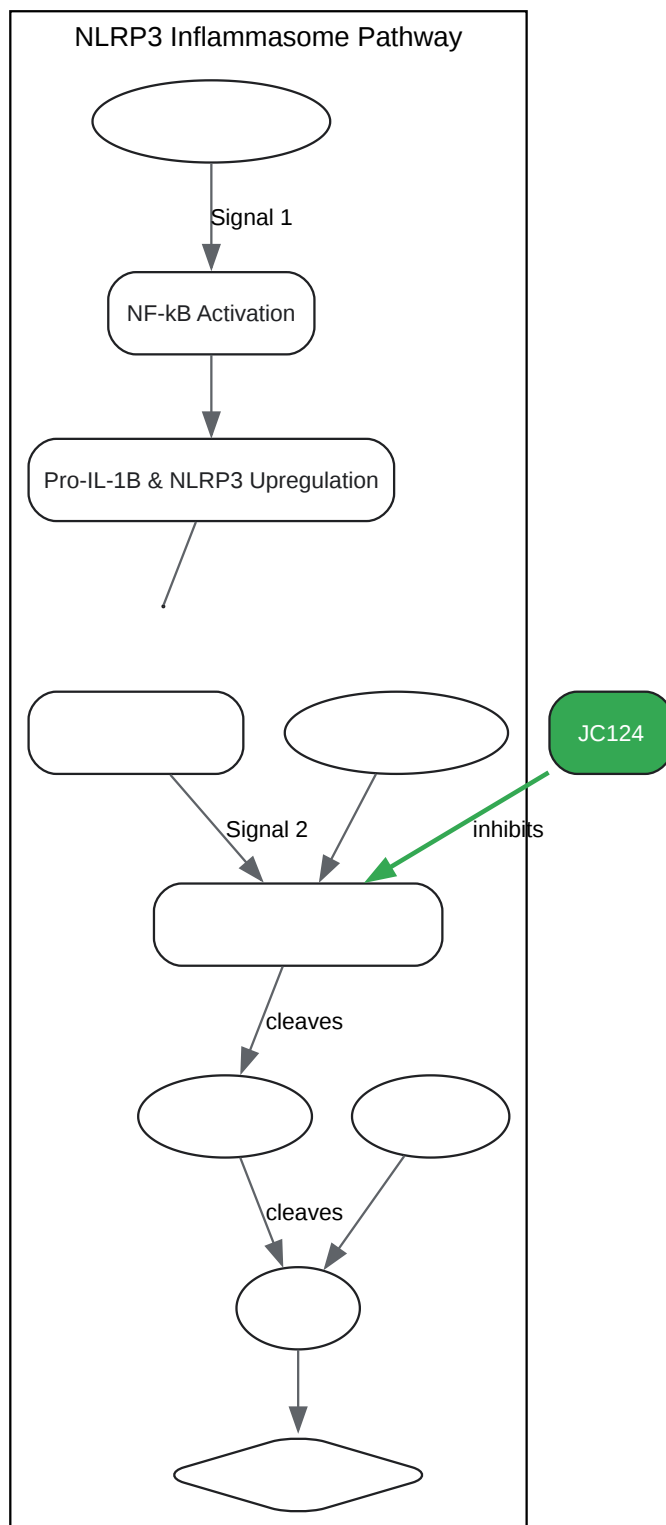 NLRP3 Inflammasome Pathway
Signal 1
NF-kB Activation
Pro-IL-1B & NLRP3 Upregulation
JC124
Signal 2
inhibits
cleaves
cleaves